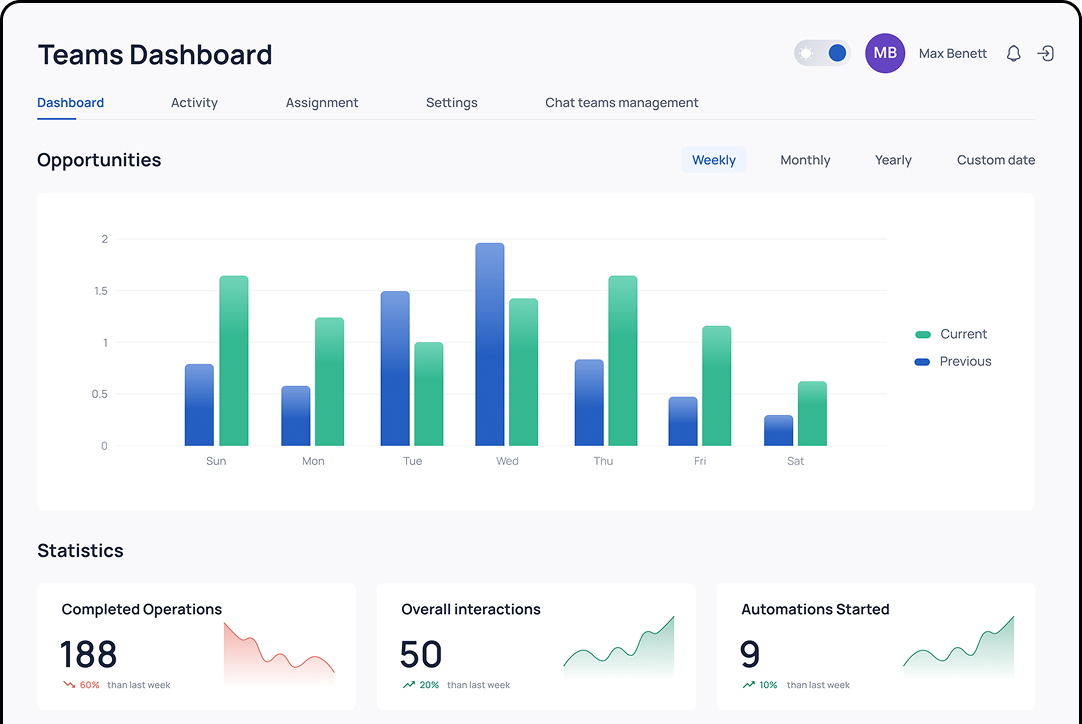 Teams Dashboard
MB
Max Benett
Dashboard
Activity
Assignment
Settings
Chat teams management
Opportunities
Weekly
Monthly
Yearly
Custom date
2
1.5
1
0.5
0
Sun
Mon
Tue
Wed
Thu
Fri
Sat
Current
Previous
Statistics
Completed Operations
188
60% than last week
Overall interactions
50
20% than last week
Automations Started
9
10% than last week